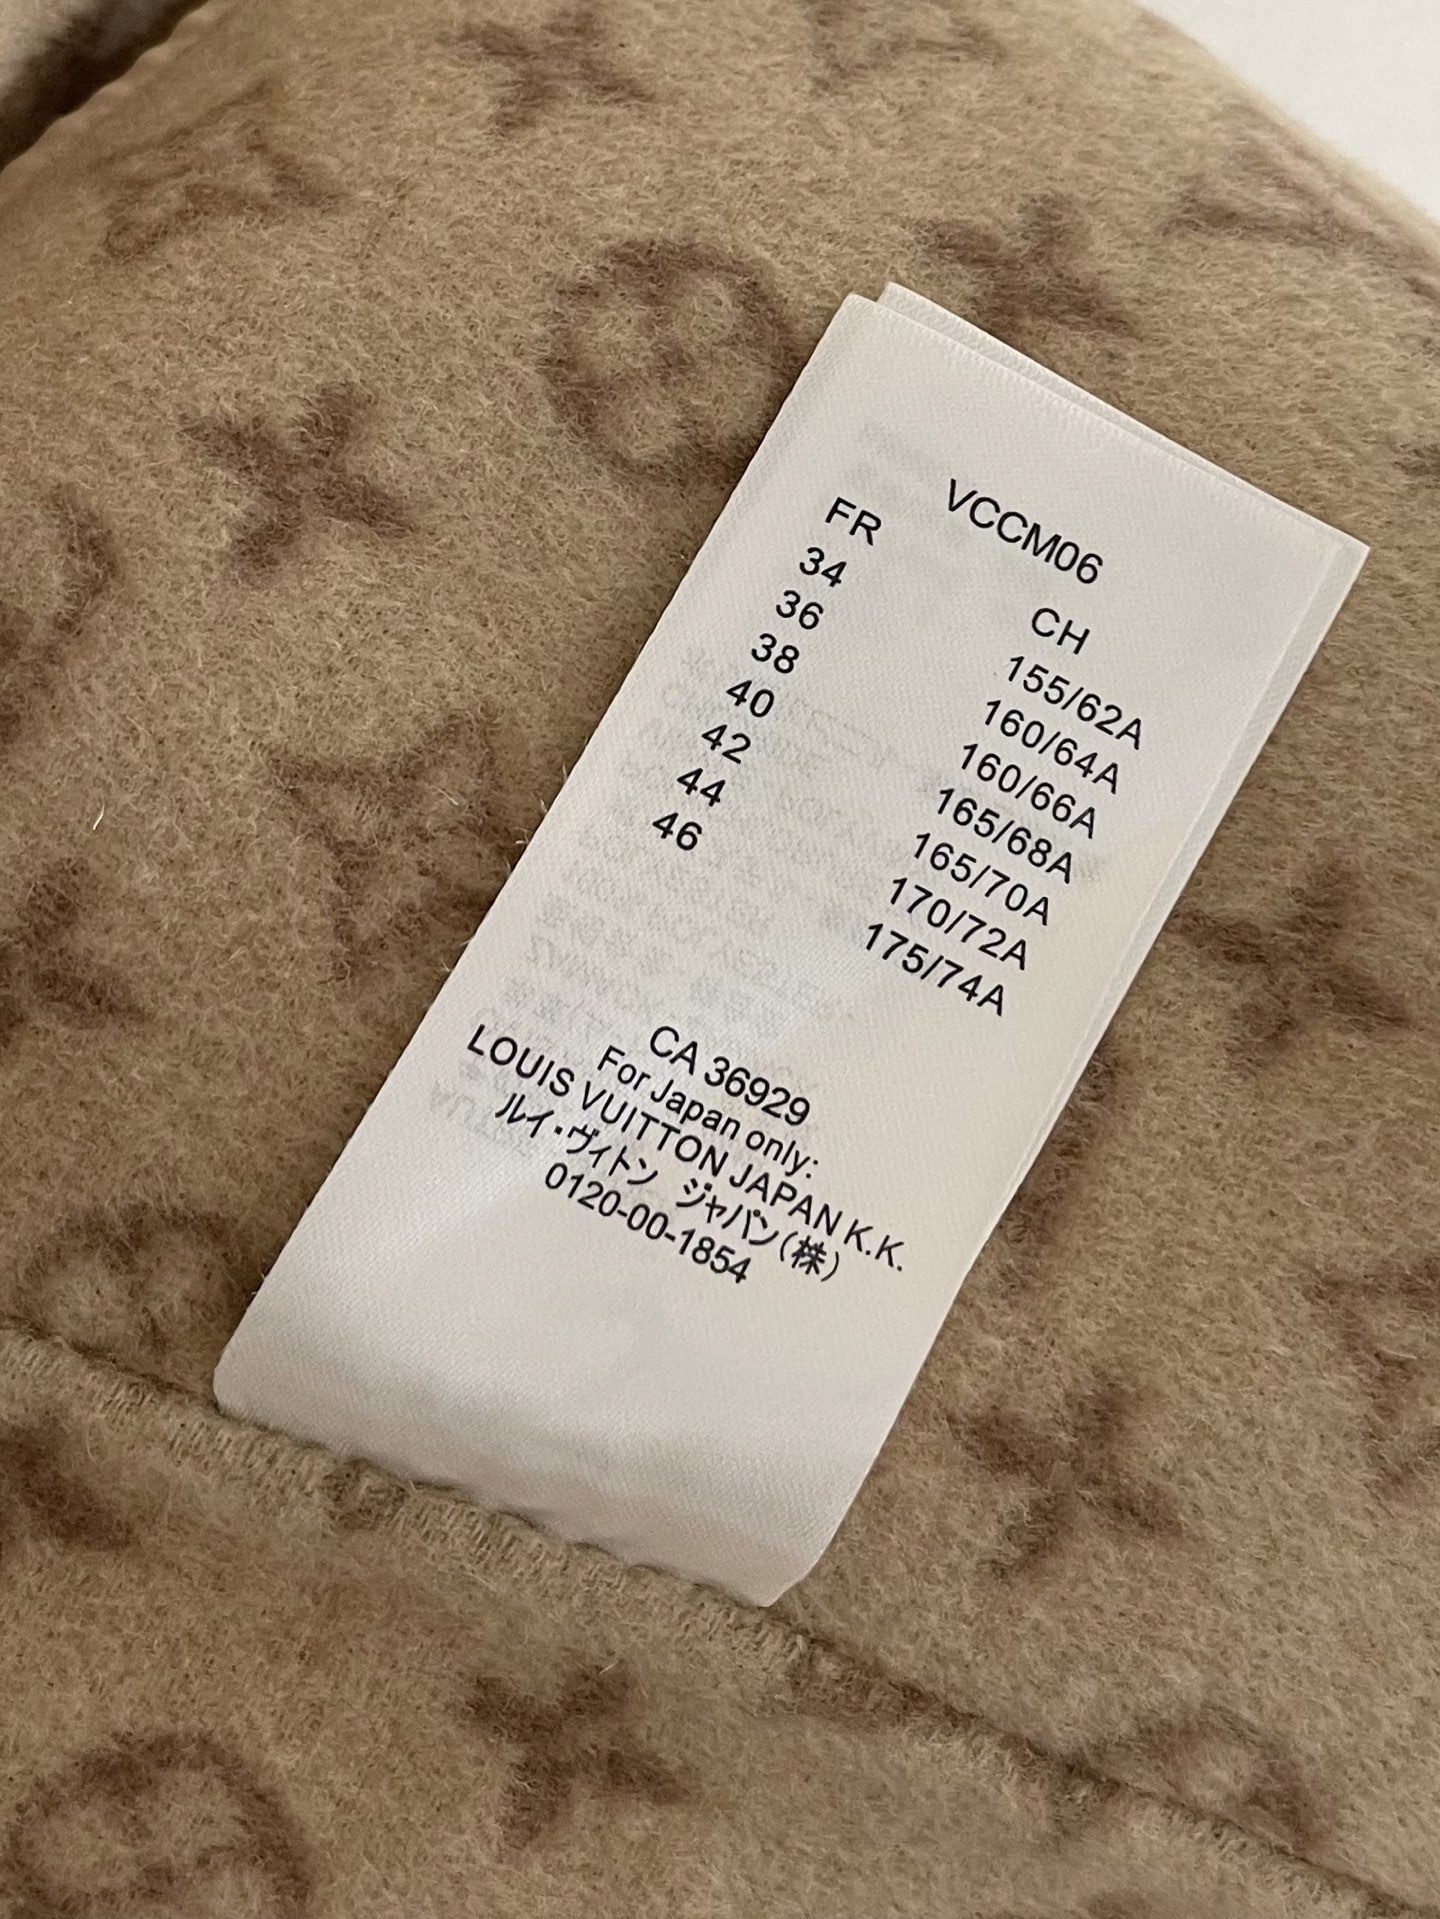 VCCM06
FR CH
34 155/62A
36 160/64A
38 160/66A
40 165/68A
42 165/70A
44 170/72A
46 175/74A
CA 36929
For Japan only:
LOUIS VUITTON JAPAN K.K.
ルイ・ヴィトン ジャパン(株)
0120-00-1854